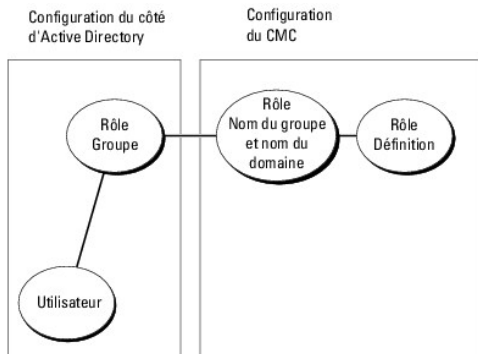 Configuration du côté
d'Active Directory
Configuration
du CMC
Rôle
Groupe
Rôle
Nom du groupe
et nom du
domaine
Rôle
Définition
Utilisateur